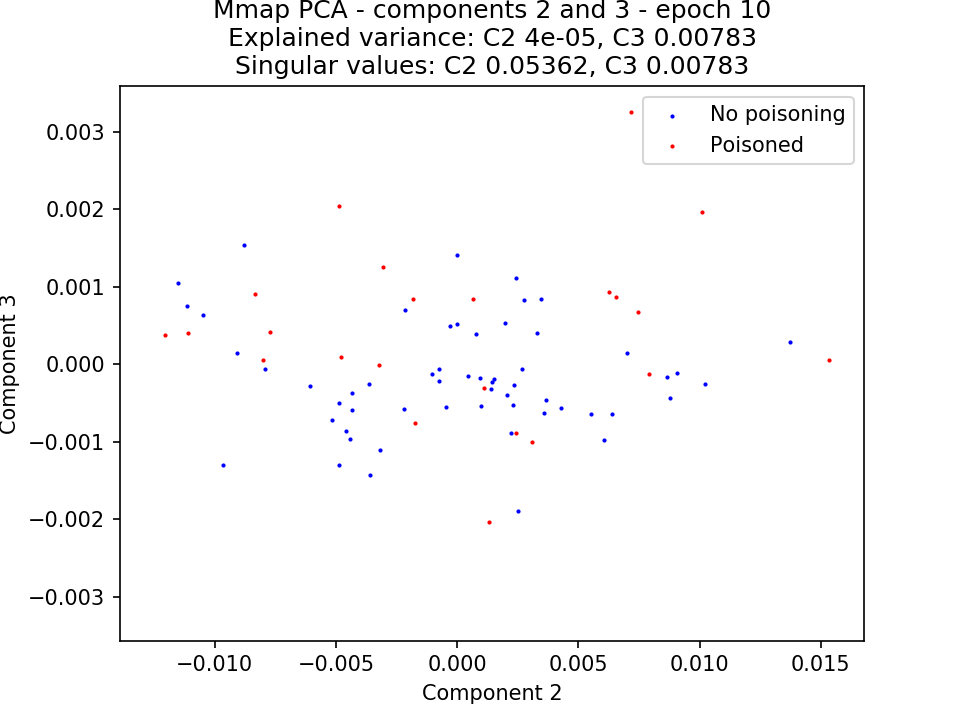 Mmap PCA - components 2 and 3 - epoch 10
Explained variance: C2 4e-05, C3 0.00783
Singular values: C2 0.05362, C3 0.00783
No poisoning
Poisoned
0.003
0.002
0.001
0.000
−0.001
−0.002
−0.003
Component 3
−0.010
−0.005
0.000
0.005
0.010
0.015
Component 2